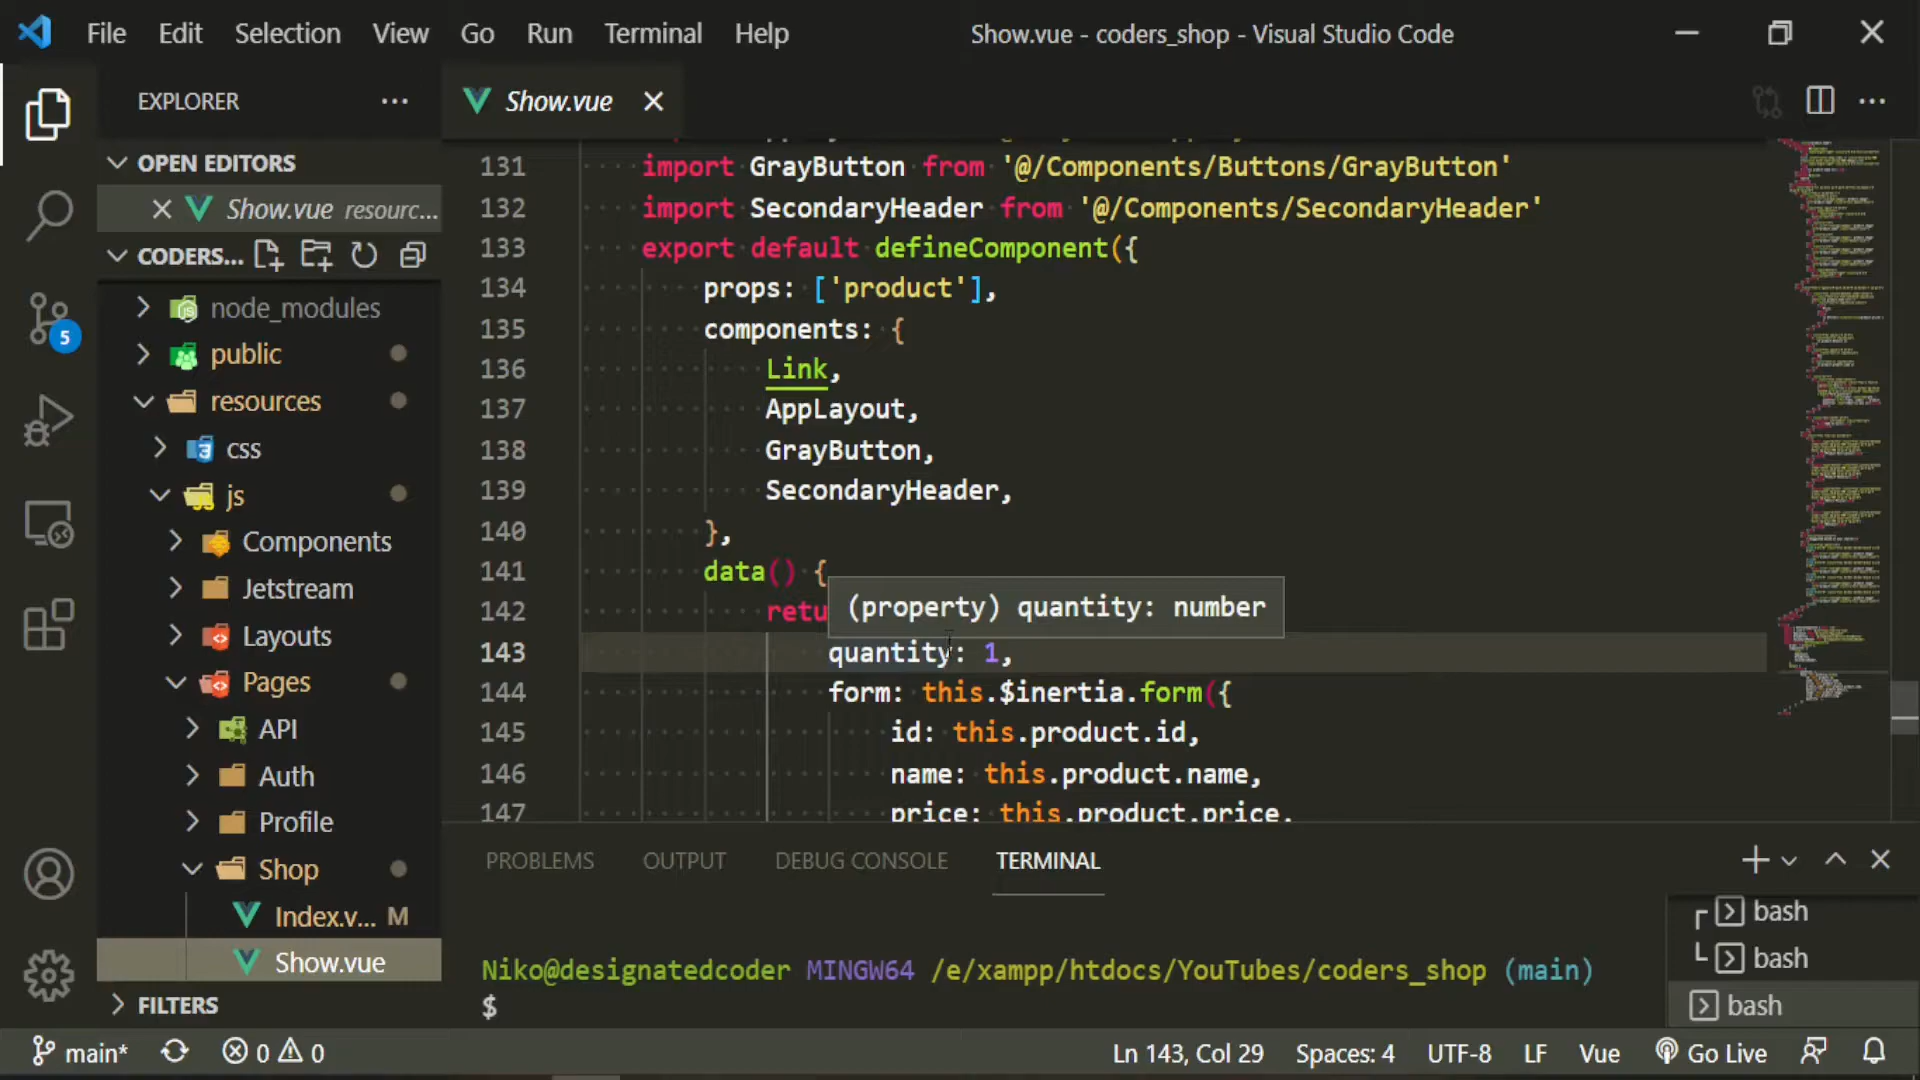 File Edit Selection View Go Run Terminal Help
Show.vue - coders_shop - Visual Studio Code
EXPLORER
Show.vue
OPEN EDITORS
Show.vue resourc...
CODERS...
node_modules
public
resources
css
js
Components
Jetstream
Layouts
Pages
API
Auth
Profile
Shop
Index.v... M
Show.vue
FILTERS
5
131 import GrayButton from '@/Components/Buttons/GrayButton'
132 import SecondaryHeader from '@/Components/SecondaryHeader'
133 export default defineComponent({
134 props: ['product'],
135 components: {
136 Link,
137 AppLayout,
138 GrayButton,
139 SecondaryHeader,
140 },
141 data() {
142 retu
(property) quantity: number
143 quantity: 1,
144 form: this.$inertia.form({
145 id: this.product.id,
146 name: this.product.name,
147 price: this.product.price,
PROBLEMS OUTPUT DEBUG CONSOLE TERMINAL
Niko@designatedcoder MINGW64 /e/xampp/htdocs/YouTubes/coders_shop (main)
$
bash
bash
bash
main* 0 0 Ln 143, Col 29 Spaces: 4 UTF-8 LF Vue Go Live